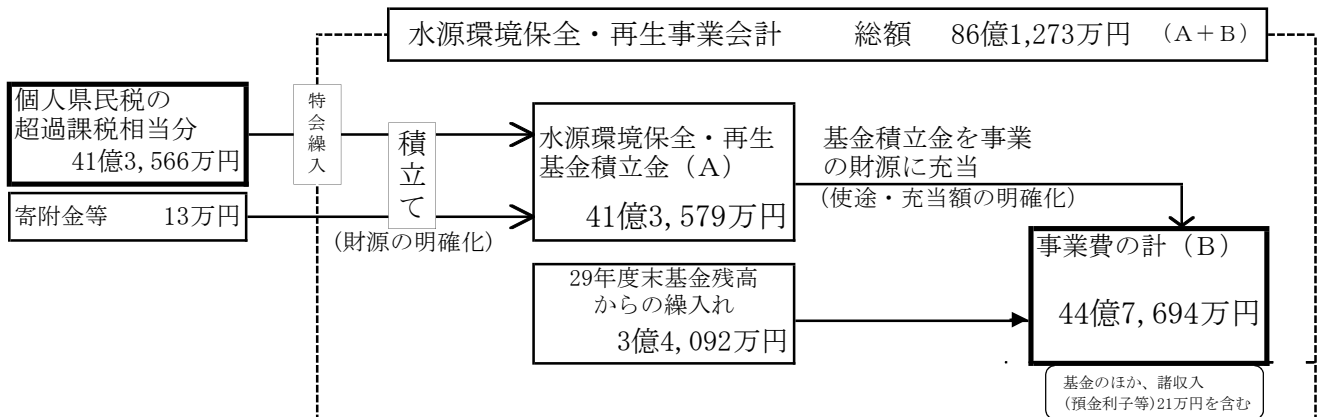 水源環境保全・再生事業会計　　総額　86億1,273万円　（A＋B）
個人県民税の
超過課税相当分
41億3,566万円
特会繰入
積立て
寄附金等　　13万円
(財源の明確化)
水源環境保全・再生
基金積立金（A）
41億3,579万円
基金積立金を事業
の財源に充当
(使途・充当額の明確化)
29年度末基金残高
からの繰入れ
3億4,092万円
事業費の計（B）
44億7,694万円
基金のほか、諸収入
(預金利子等)21万円を含む